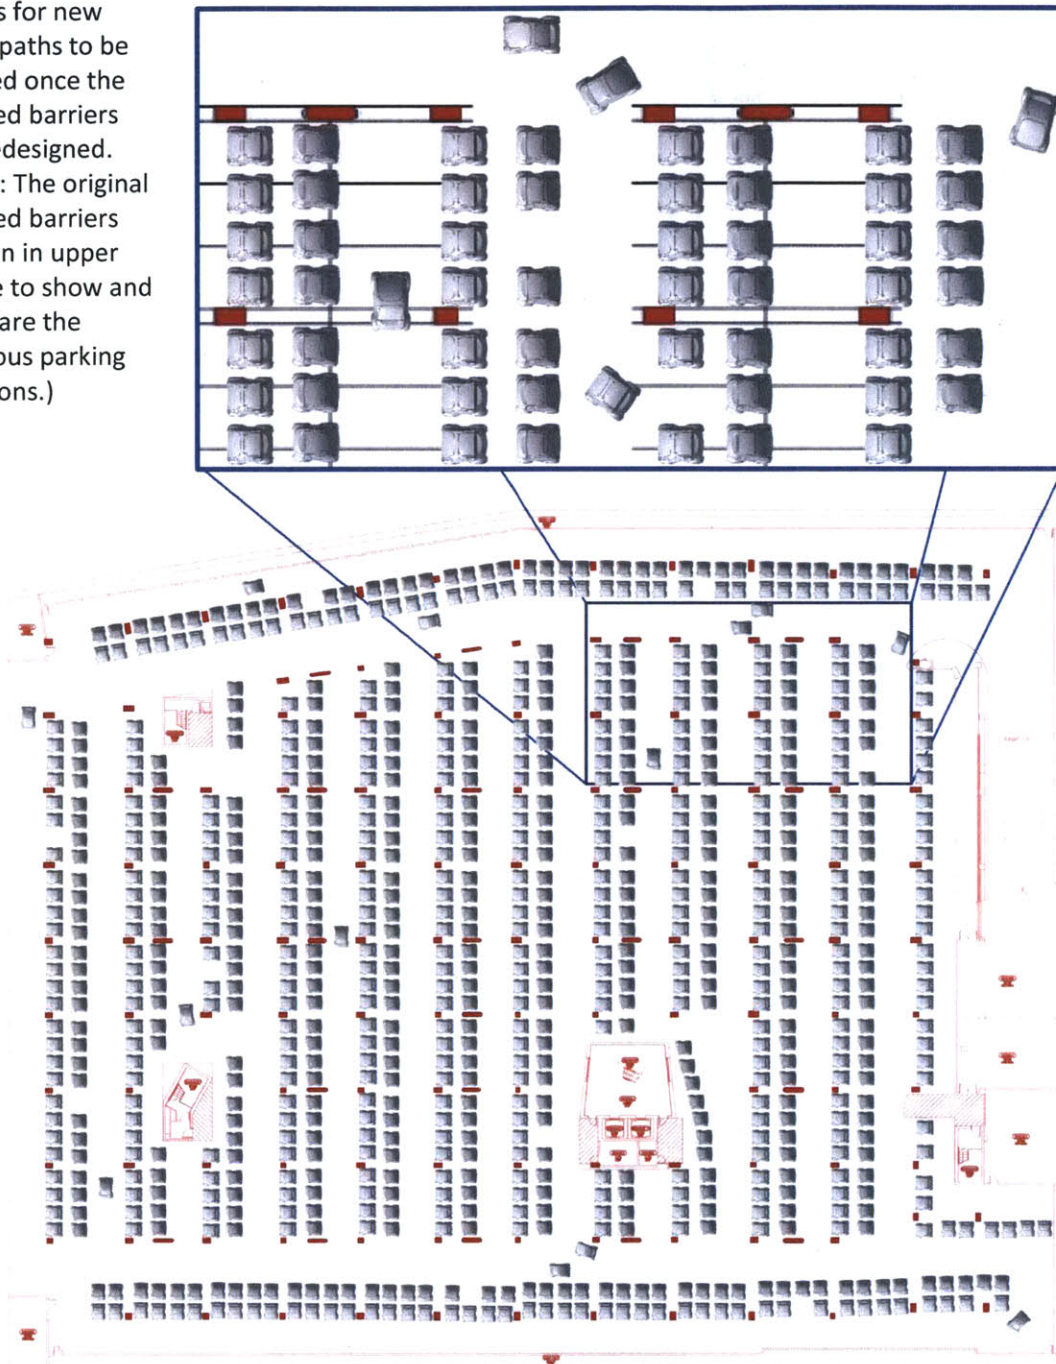 s for new
paths to be
ed once the
ed barriers
edesigned.
: The original
ed barriers
n in upper
e to show and
are the
ous parking
ons.)